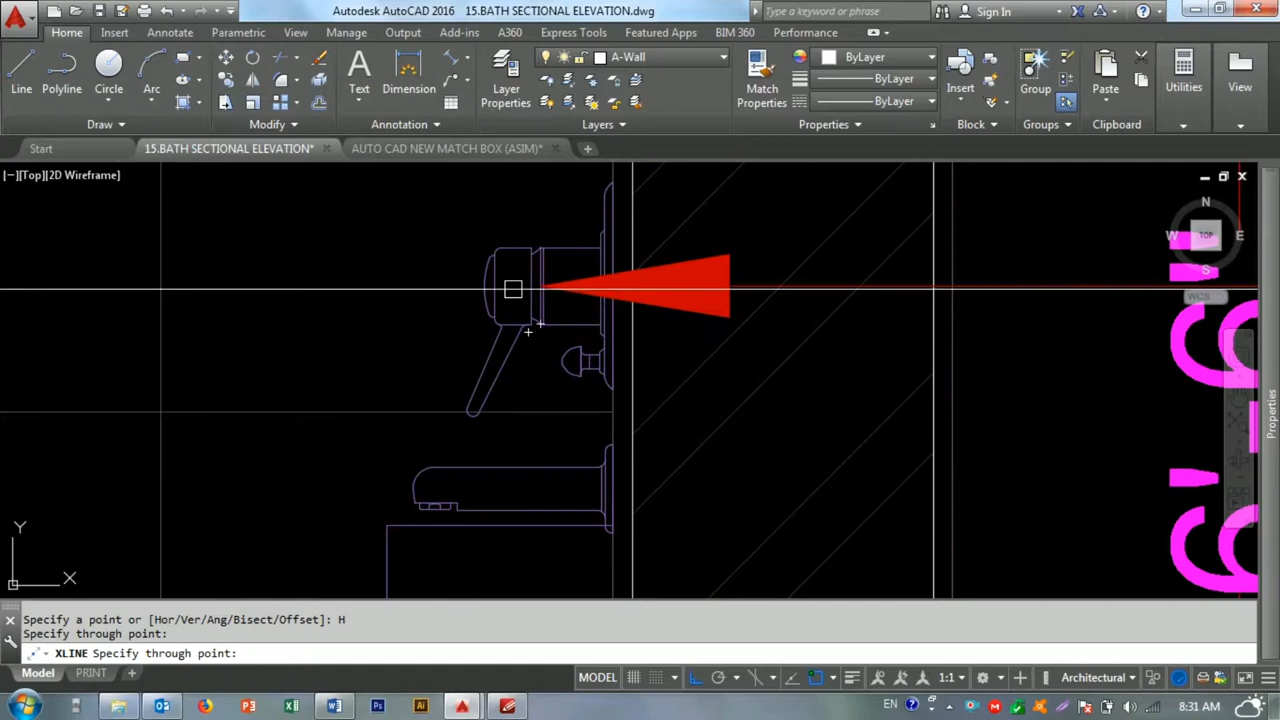 Autodesk AutoCAD 2016 15.BATH SECTIONAL ELEVATION.dwg
Type a keyword or phrase
Sign In
Home Insert Annotate Parametric View Manage Output Add-ins A360 Express Tools Featured Apps BIM 360 Performance
A-Wall
ByLayer
ByLayer
ByLayer
Line Polyline Circle Arc
Text Dimension
Layer Properties
Match Properties
Insert
Group
Paste
Utilities
View
Draw Modify Annotation Layers Properties Block Groups Clipboard
Start
15.BATH SECTIONAL ELEVATION*
AUTO CAD NEW MATCH BOX (ASIM)*
[−][Top][2D Wireframe]
N
W TOP E
S
WCS
Properties
Y
X
Specify a point or [Hor/Ver/Ang/Bisect/Offset]: H
Specify through point:
XLINE Specify through point:
Model PRINT
MODEL
1:1
Architectural
EN
8:31 AM